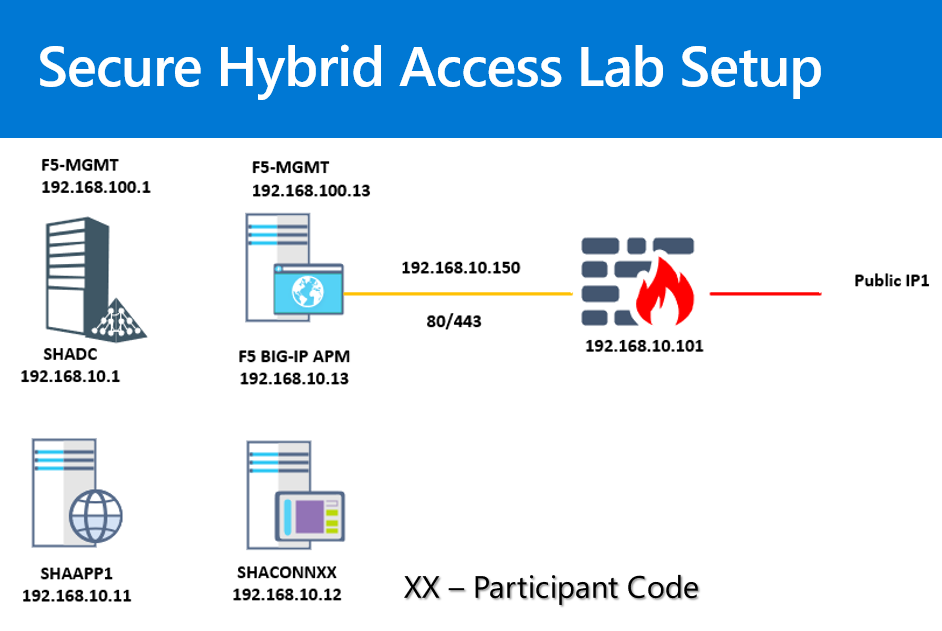 Secure Hybrid Access Lab Setup
F5-MGMT
192.168.100.1
F5-MGMT
192.168.100.13
192.168.10.150
80/443
Public IP1
192.168.10.101
SHADC
192.168.10.1
F5 BIG-IP APM
192.168.10.13
SHAAPP1
192.168.10.11
SHACONNXX
192.168.10.12
XX – Participant Code